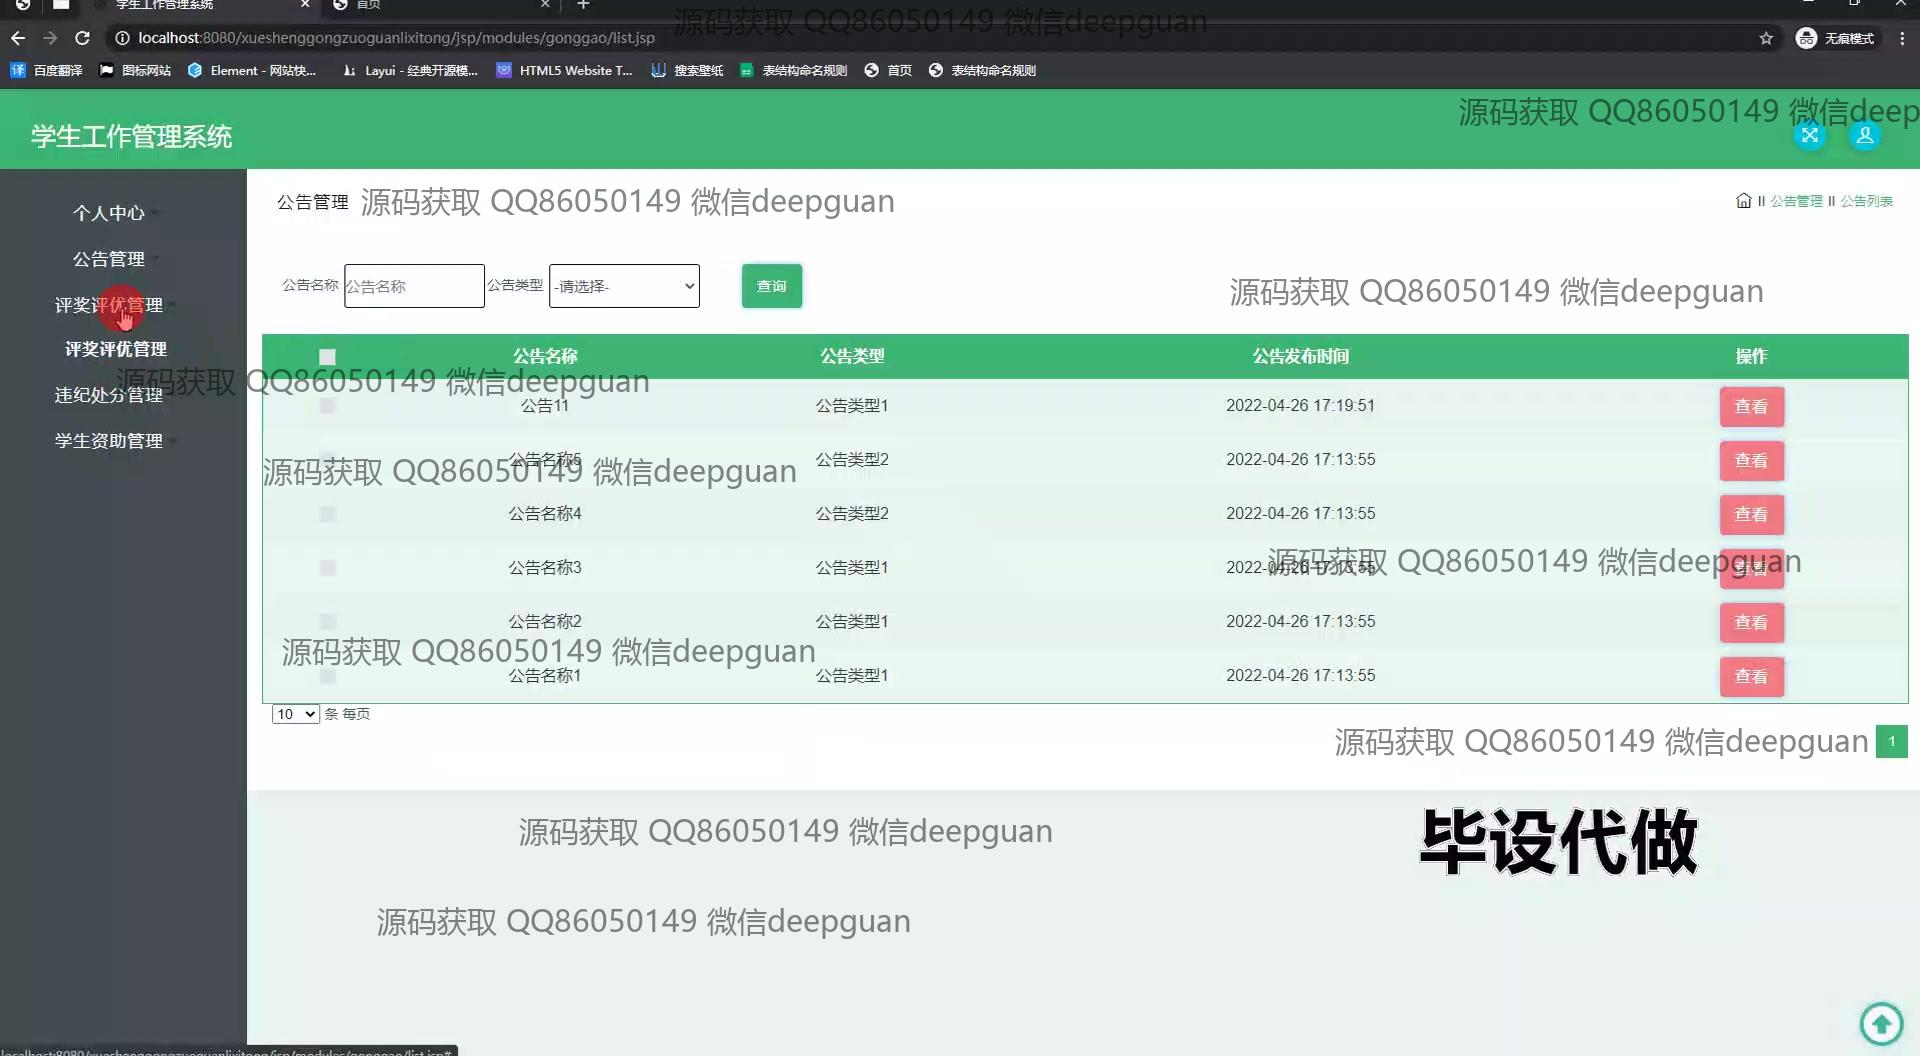 学生工作管理系统
首页
localhost:8080/xueshenggongzuoguanlixitong/jsp/modules/gonggao/list.jsp
源码获取 QQ86050149 微信deepguan
无痕模式
百度翻译 图标网站 Element - 网站快... Layui - 经典开源模... HTML5 Website T... 搜索壁纸 表结构命名规则 首页 表结构命名规则
源码获取 QQ86050149 微信deep
学生工作管理系统
个人中心
公告管理
评奖评优管理
评奖评优管理
违纪处分管理
学生资助管理
公告管理 源码获取 QQ86050149 微信deepguan
II 公告管理 II 公告列表
公告名称 公告名称 公告类型 -请选择- 查询
源码获取 QQ86050149 微信deepguan
公告名称 公告类型 公告发布时间 操作
源码获取 QQ86050149 微信deepguan
公告11 公告类型1 2022-04-26 17:19:51 查看
公告名称5 公告类型2 2022-04-26 17:13:55 查看
源码获取 QQ86050149 微信deepguan
公告名称4 公告类型2 2022-04-26 17:13:55 查看
公告名称3 公告类型1 2022-04-26 17:13:55 查看
源码获取 QQ86050149 微信deepguan
公告名称2 公告类型1 2022-04-26 17:13:55 查看
源码获取 QQ86050149 微信deepguan
公告名称1 公告类型1 2022-04-26 17:13:55 查看
10 条 每页
源码获取 QQ86050149 微信deepguan 1
源码获取 QQ86050149 微信deepguan
毕设代做
源码获取 QQ86050149 微信deepguan
localhost:8080/xueshenggongzuoguanlixitong/jsp/modules/gonggao/list.jsp#